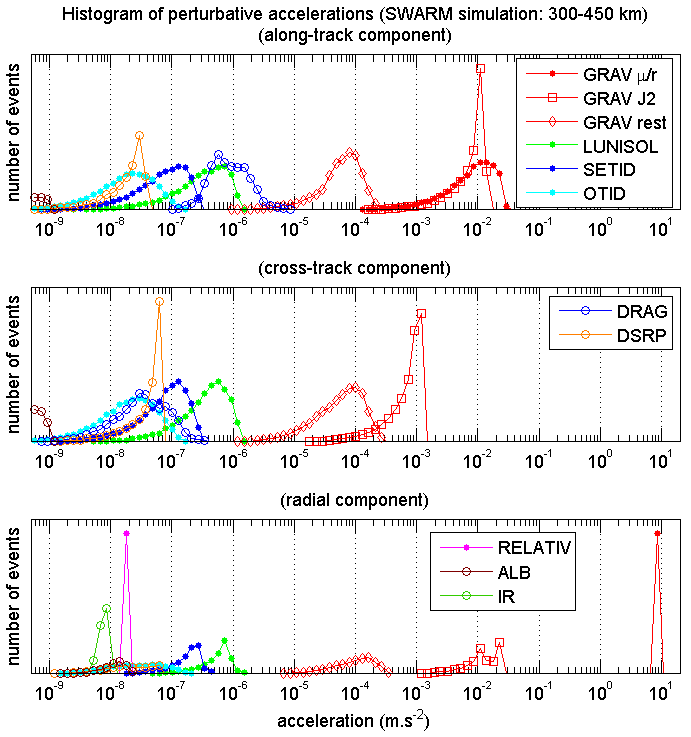 Histogram of perturbative accelerations (SWARM simulation: 300-450 km)
(along-track component)
number of events
GRAV μ/r
GRAV J2
GRAV rest
LUNISOL
SETID
OTID
10^-9 10^-8 10^-7 10^-6 10^-5 10^-4 10^-3 10^-2 10^-1 10^0 10^1
(cross-track component)
number of events
DRAG
DSRP
10^-9 10^-8 10^-7 10^-6 10^-5 10^-4 10^-3 10^-2 10^-1 10^0 10^1
(radial component)
number of events
RELATIV
ALB
IR
10^-9 10^-8 10^-7 10^-6 10^-5 10^-4 10^-3 10^-2 10^-1 10^0 10^1
acceleration (m.s^-2)